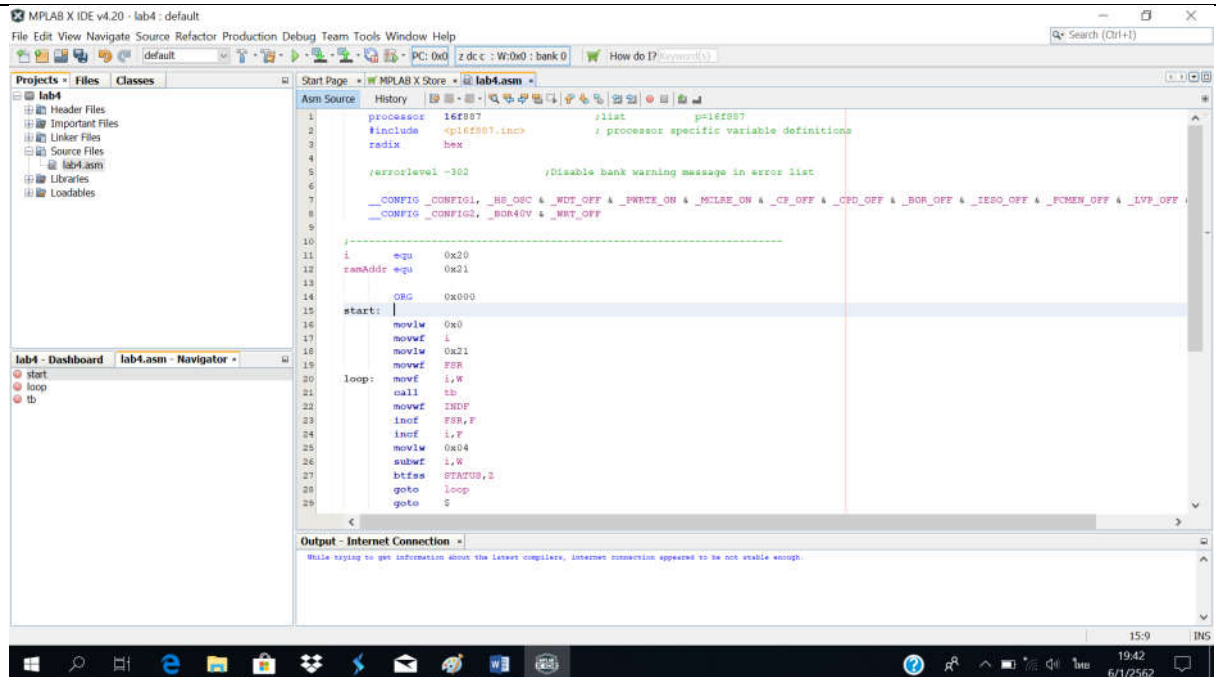 MPLAB X IDE v4.20 - lab4 : default
File Edit View Navigate Source Refactor Production Debug Team Tools Window Help
Search (Ctrl+I)
default
PC: 0x0 z dc c : W:0x0 : bank 0 How do I? (Keyword(s))
Projects Files Classes
Start Page MPLAB X Store lab4.asm
lab4
Header Files
Important Files
Linker Files
Source Files
lab4.asm
Libraries
Loadables
Asm Source History
1 processor 16f887 ;list p=16f887
2 #include <p16f887.inc> ; processor specific variable definitions
3 radix hex
4
5 ;errorlevel -302 ;Disable bank warning message in error list
6
7 __CONFIG _CONFIG1, _HS_OSC & _WDT_OFF & _PWRTE_ON & _MCLRE_ON & _CP_OFF & _CPD_OFF & _BOR_OFF & _IESO_OFF & _FCMEN_OFF & _LVP_OFF &
8 __CONFIG _CONFIG2, _BOR40V & _WRT_OFF
9
10 ;-------------------------------------------------------------------
11 i equ 0x20
12 ramAddr equ 0x21
13
14 ORG 0x000
15 start:
16 movlw 0x0
17 movwf i
18 movlw 0x21
19 movwf FSR
20 loop: movf i,W
21 call tb
22 movwf INDF
23 incf FSR,F
24 incf i,F
25 movlw 0x04
26 subwf i,W
27 btfss STATUS,2
28 goto loop
29 goto $
lab4 - Dashboard lab4.asm - Navigator
start
loop
tb
Output - Internet Connection
While trying to get information about the latest compilers, internet connection appeared to be not stable enough.
15:9 INS
ไทย
19:42
6/1/2562